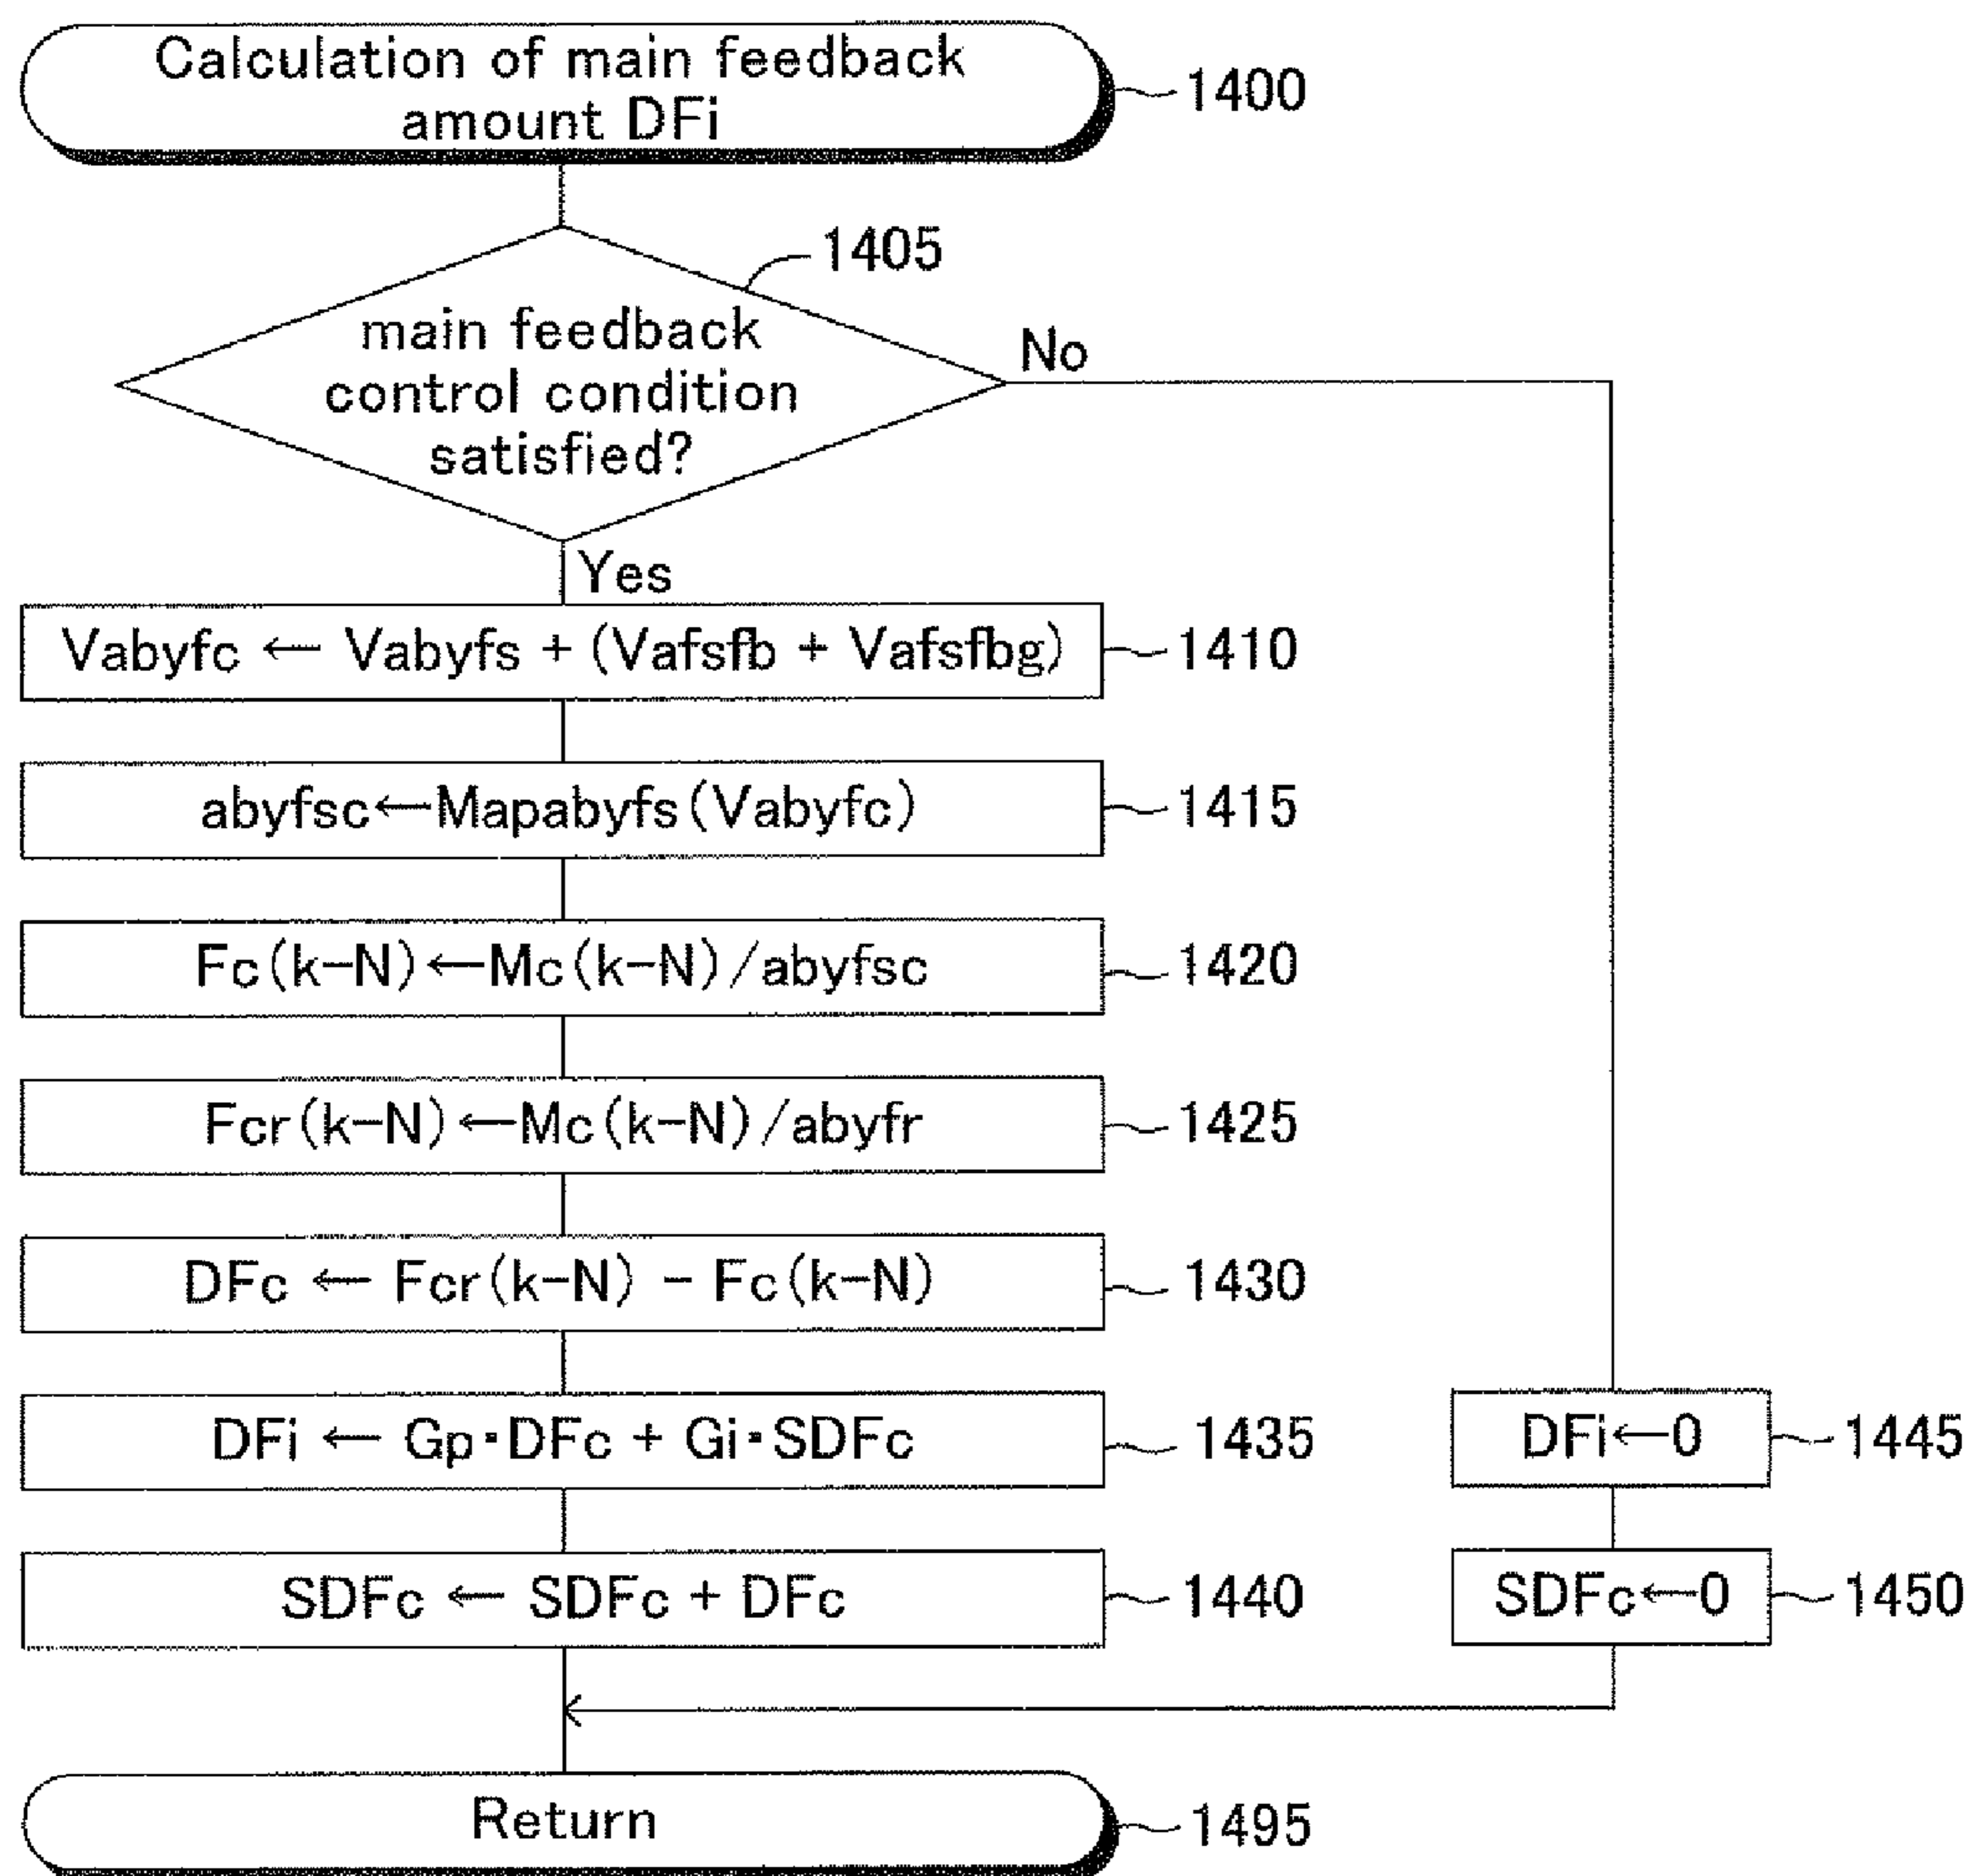 Calculation of main feedback
amount DFi
1400
1405
main feedback
control condition
satisfied?
No
Yes
Vabyfc ← Vabyfs + (Vafsfb + Vafsfbg)
1410
abyfsc←Mapabyfs(Vabyfc)
1415
Fc(k-N)←Mc(k-N)/abyfsc
1420
Fcr(k-N)←Mc(k-N)/abyfr
1425
DFc ← Fcr(k-N) - Fc(k-N)
1430
DFi ← Gp·DFc + Gi·SDFc
1435
DFi←0
1445
SDFc ← SDFc + DFc
1440
SDFc←0
1450
Return
1495